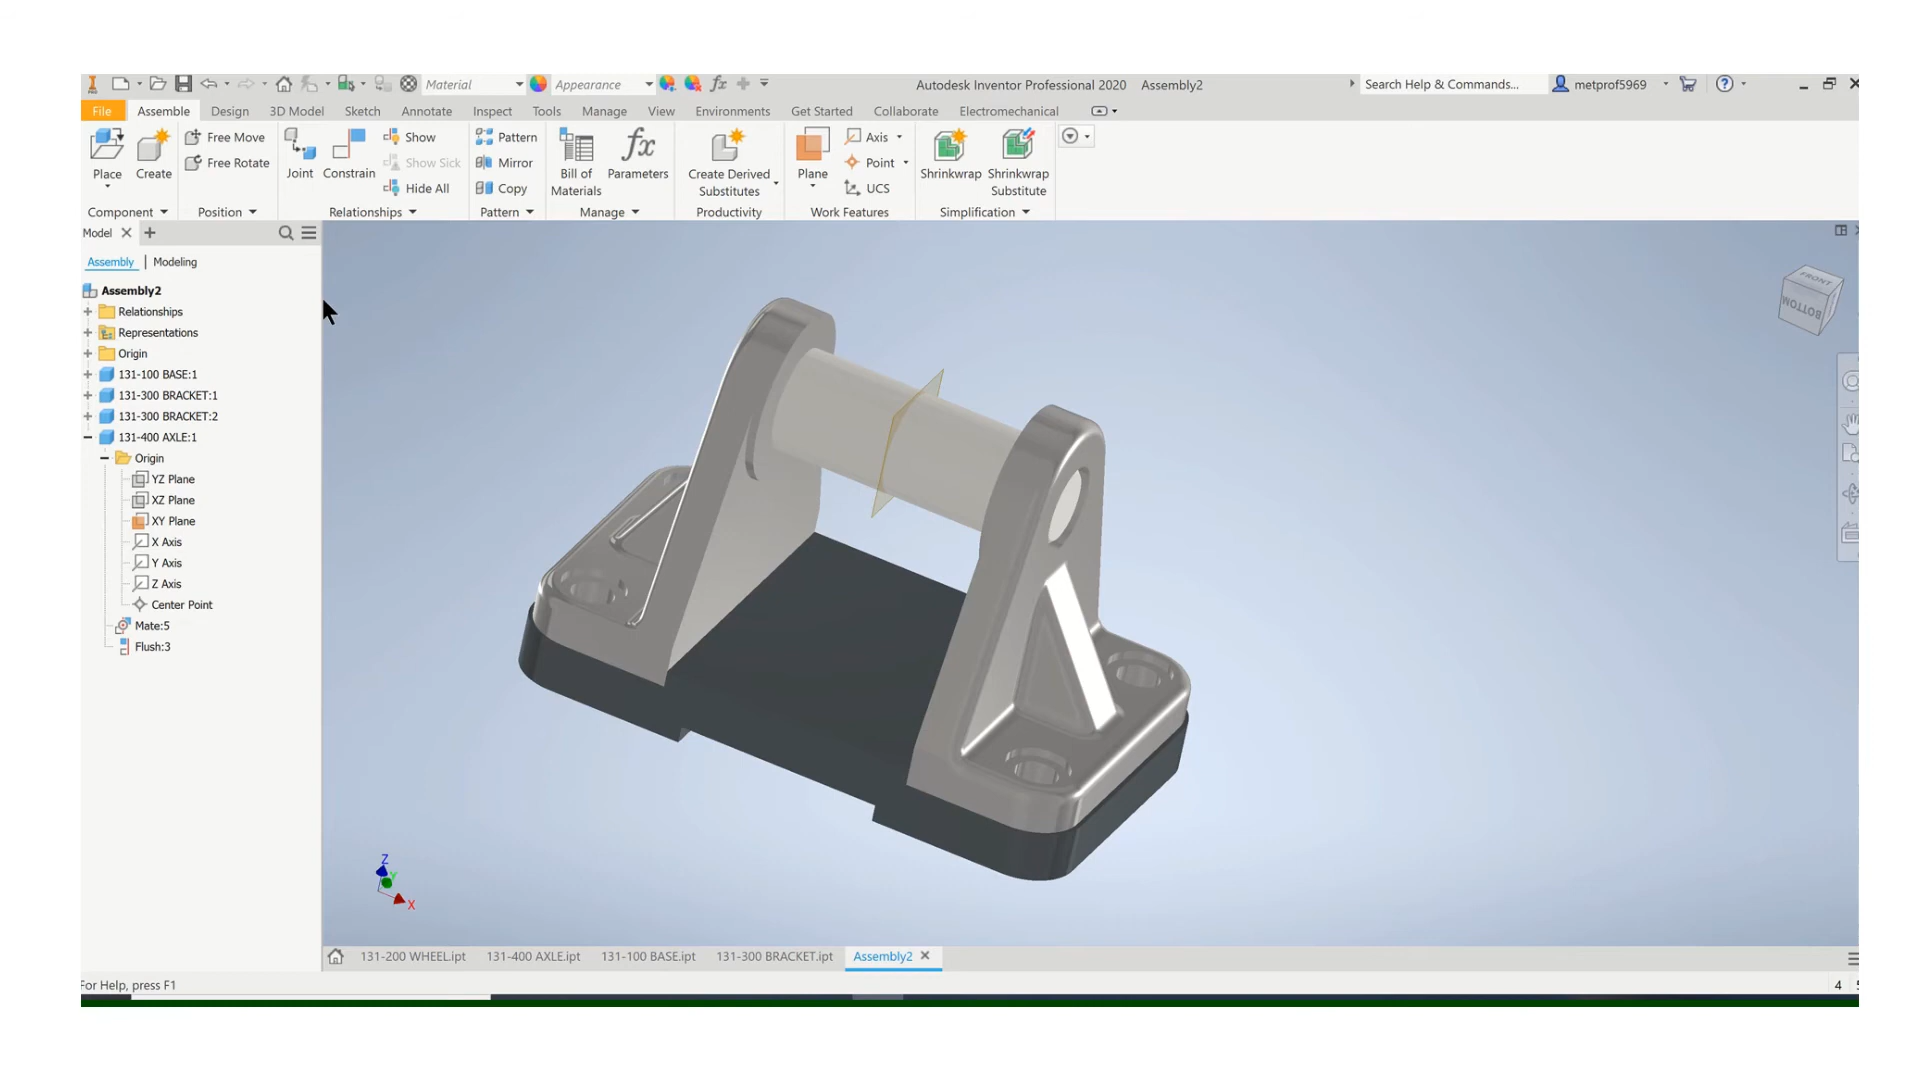 Material
Appearance
Autodesk Inventor Professional 2020 Assembly2
Search Help & Commands...
metprof5969
File Assemble Design 3D Model Sketch Annotate Inspect Tools Manage View Environments Get Started Collaborate Electromechanical
Place
Create
Free Move
Free Rotate
Joint
Constrain
Show
Show Sick
Hide All
Pattern
Mirror
Copy
Bill of
Materials
Parameters
Create Derived
Substitutes
Plane
Axis
Point
UCS
Shrinkwrap
Shrinkwrap
Substitute
Component Position Relationships Pattern Manage Productivity Work Features Simplification
Model
Assembly | Modeling
Assembly2
Relationships
Representations
Origin
131-100 BASE:1
131-300 BRACKET:1
131-300 BRACKET:2
131-400 AXLE:1
Origin
YZ Plane
XZ Plane
XY Plane
X Axis
Y Axis
Z Axis
Center Point
Mate:5
Flush:3
FRONT
BOTTOM
Z
Y
X
131-200 WHEEL.ipt 131-400 AXLE.ipt 131-100 BASE.ipt 131-300 BRACKET.ipt Assembly2
For Help, press F1
4